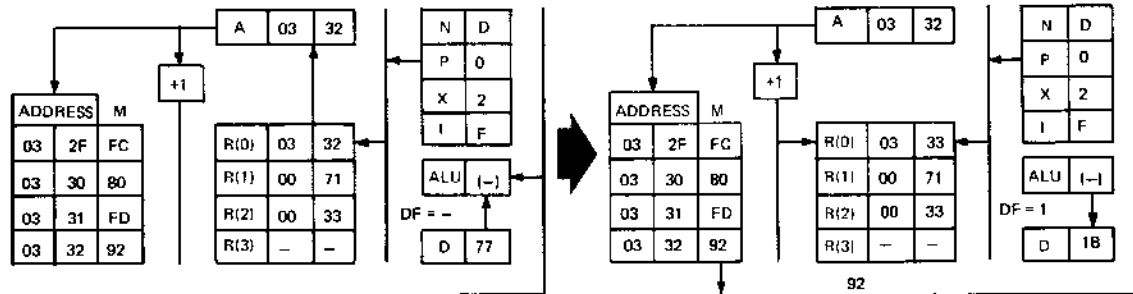 A 03 32
+1
ADDRESS M
03 2F FC
03 30 80
03 31 FD
03 32 92
R(0) 03 32
R(1) 00 71
R(2) 00 33
R(3) – –
N D
P 0
X 2
I F
ALU (–)
DF = –
D 77
A 03 32
+1
ADDRESS M
03 2F FC
03 30 80
03 31 FD
03 32 92
R(0) 03 33
R(1) 00 71
R(2) 00 33
R(3) – –
92
N D
P 0
X 2
I F
ALU (–)
DF = 1
D 1B